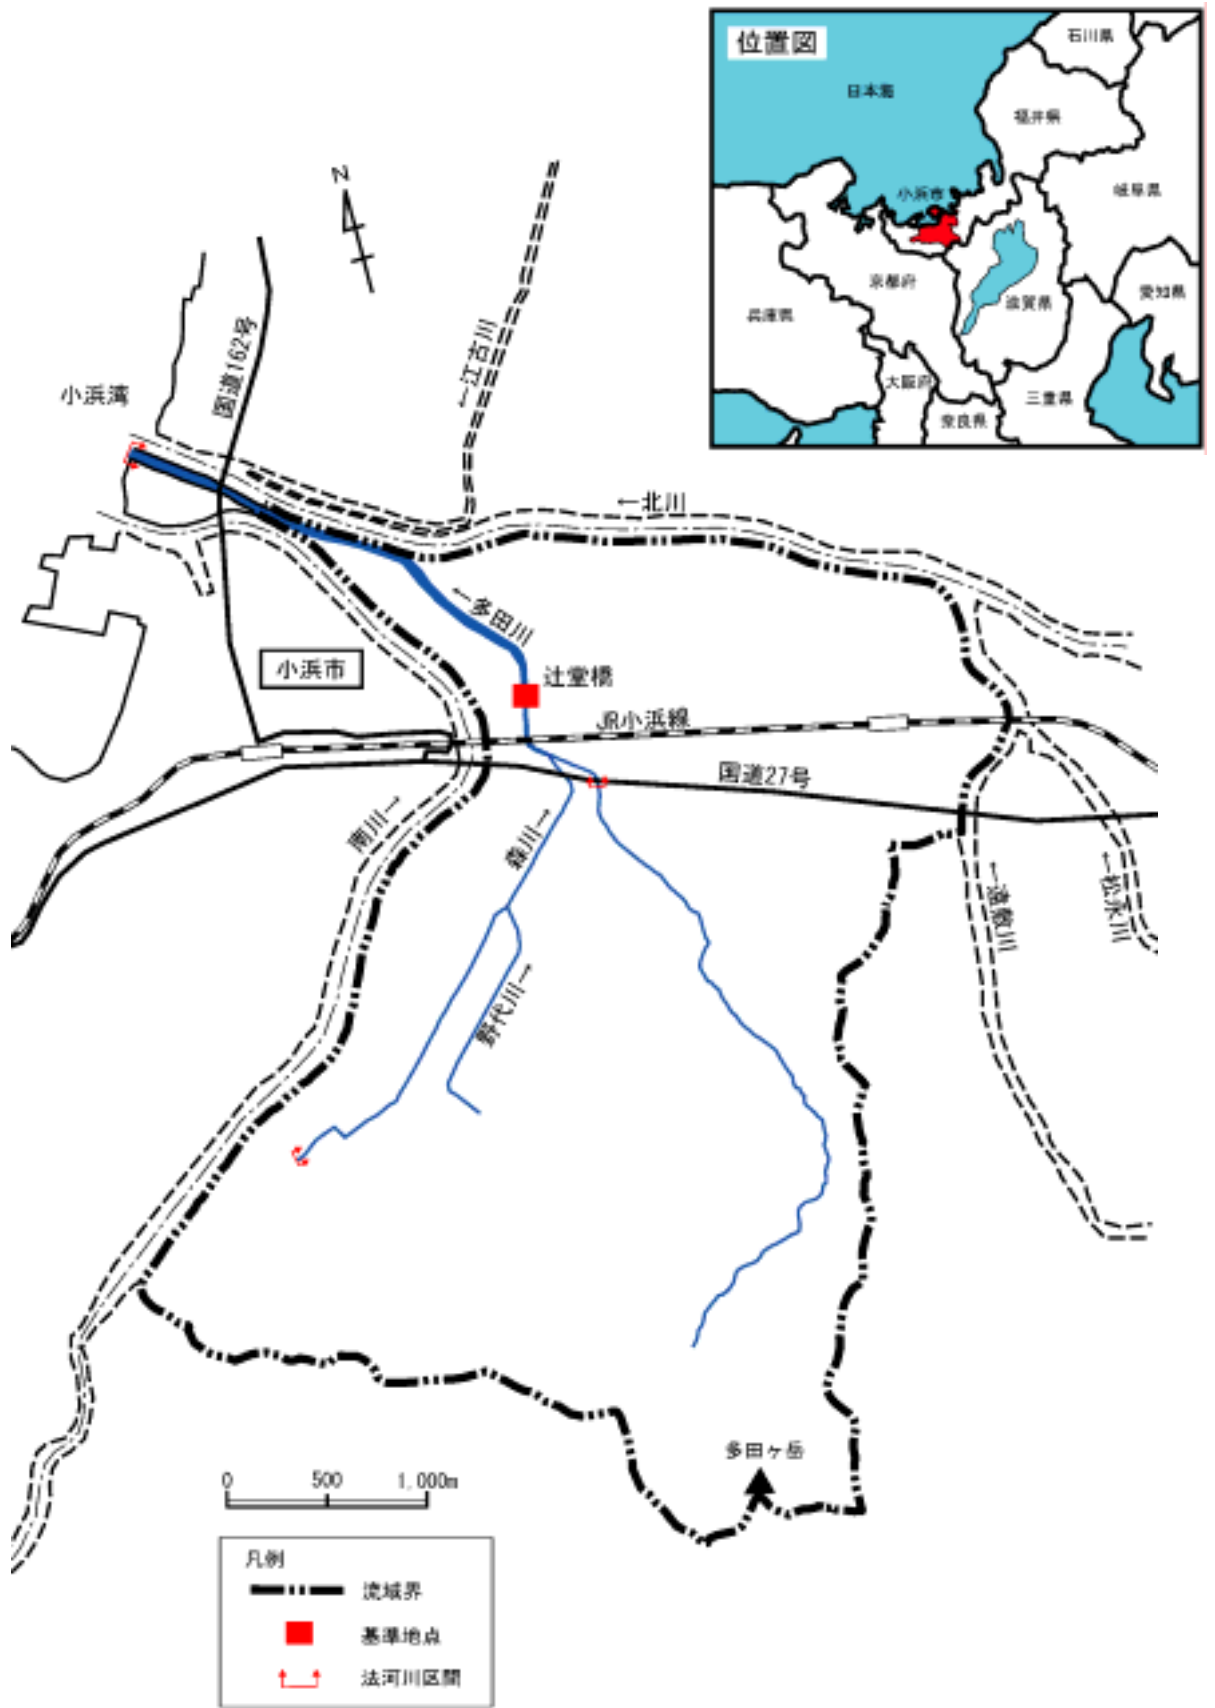 位置図
石川県
日本海
福井県
岐阜県
小浜市
京都府
滋賀県
愛知県
兵庫県
大阪府
三重県
奈良県
N
国道162号
←江古川
小浜湾
←北川
←多田川
小浜市
辻堂橋
JR小浜線
国道27号
南川→
森川→
←遠敷川
←松永川
野代川→
多田ヶ岳
0 500 1,000m
凡例
流域界
基準地点
法河川区間